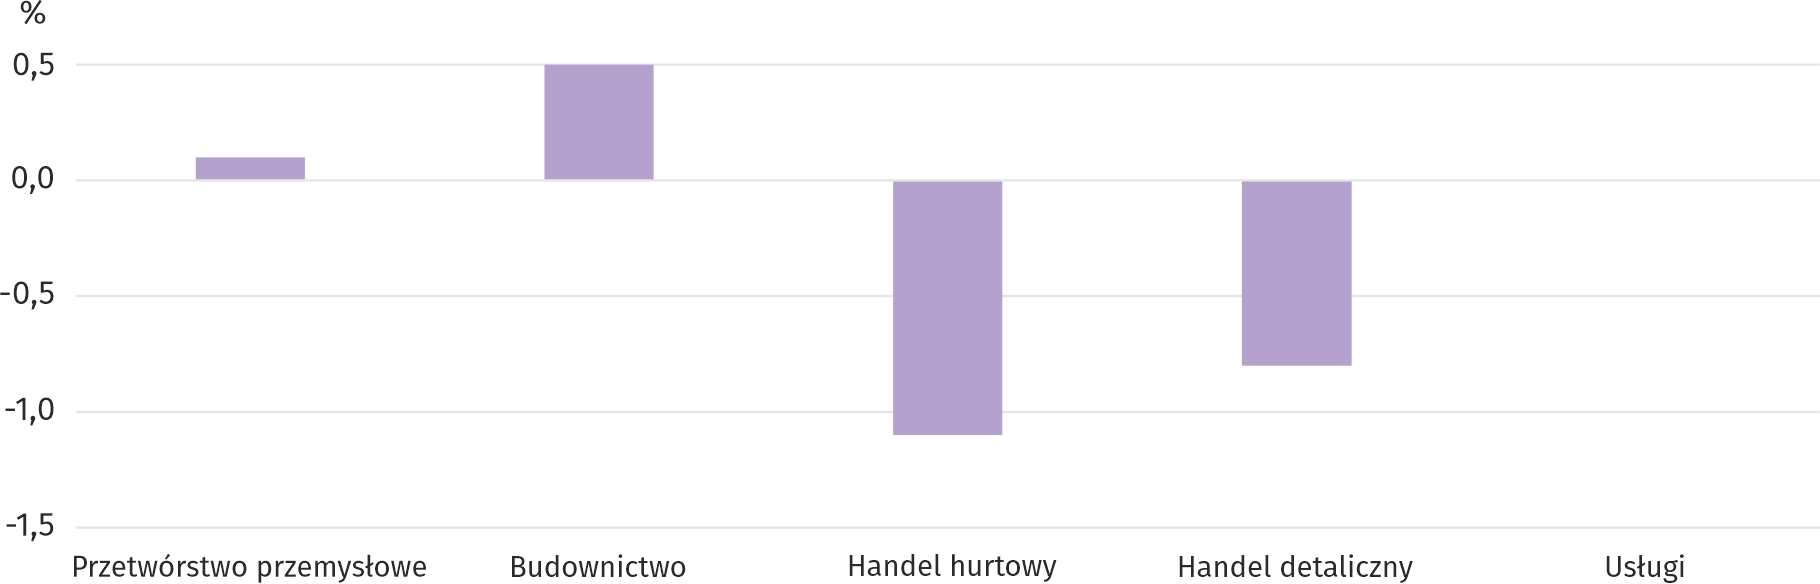 %
0,5
0,0
-0,5
-1,0
-1,5
Przetwórstwo przemysłowe
Budownictwo
Handel hurtowy
Handel detaliczny
Usługi